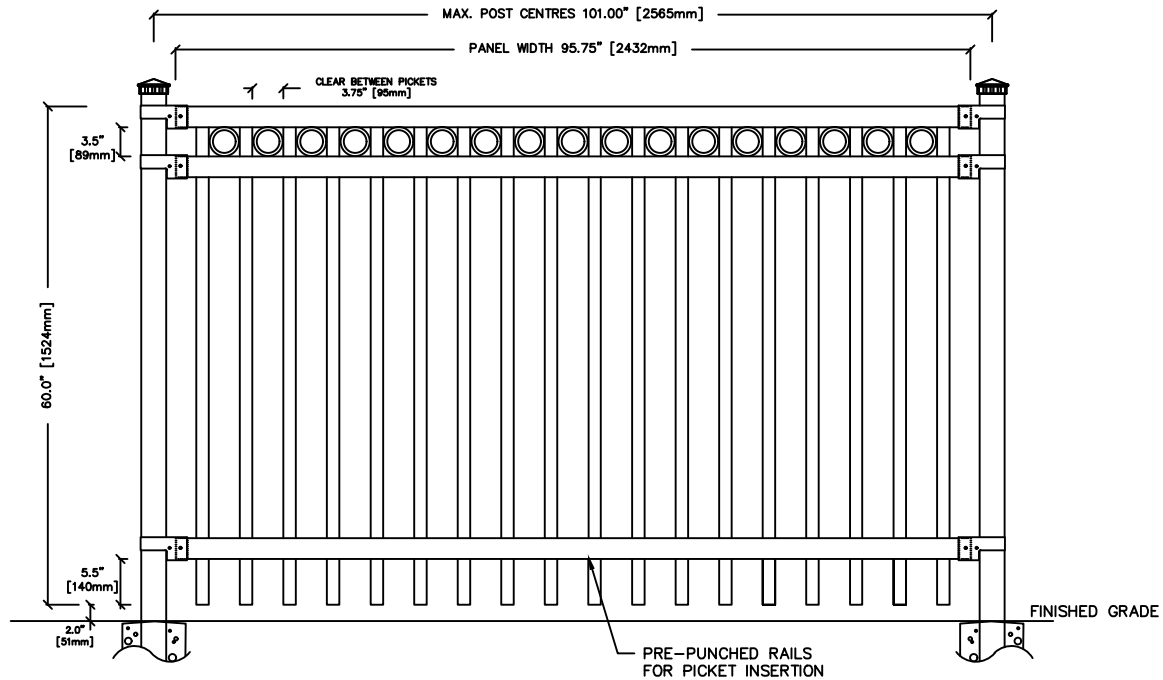 MAX. POST CENTRES 101.00" [2565mm]
PANEL WIDTH 95.75" [2432mm]
CLEAR BETWEEN PICKETS
3.75" [95mm]
3.5"
[89mm]
60.0" [1524mm]
5.5"
[140mm]
2.0"
[51mm]
FINISHED GRADE
PRE-PUNCHED RAILS
FOR PICKET INSERTION